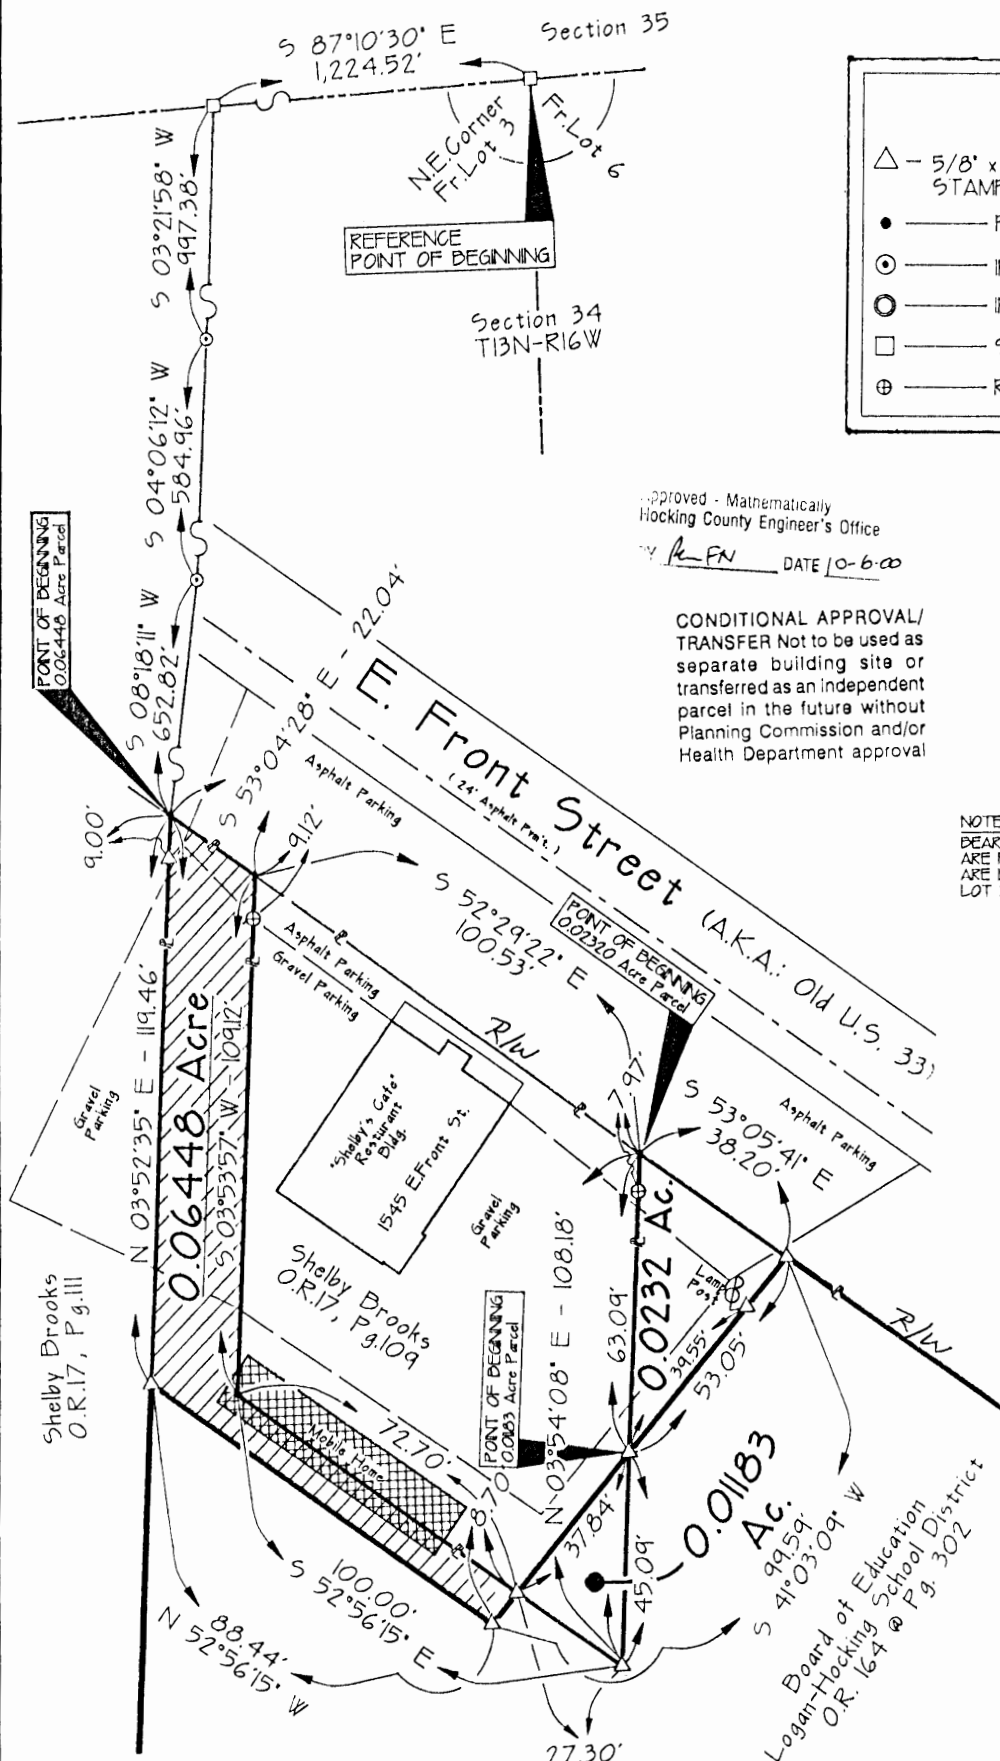 S 87°10'30" E
1,224.52'
Section 35
N.E.Corner
Fr.Lot 3
Fr.Lot 6
REFERENCE
POINT OF BEGINNING
Section 34
T13N-R16W
S 03°21'58" W
997.38'
S 04°06'12" W
584.96'
S 08°18'11" W
652.82'
5/8" x
STAMP
POINT OF BEGINNING
0.06448 Acre Parcel
Approved - Mathematically
Hocking County Engineer's Office
BY
DATE 10-6-00
CONDITIONAL APPROVAL/
TRANSFER Not to be used as
separate building site or
transferred as an independent
parcel in the future without
Planning Commission and/or
Health Department approval
NOTE
BEAR
ARE
ARE
LOT
S 53°04'28" E - 22.04'
E. Front Street (A.K.A.: Old U.S. 33)
(24' Asphalt Pvm't.)
Asphalt Parking
9.00'
9.12'
S 52°29'22" E
100.53'
POINT OF BEGINNING
0.02320 Acre Parcel
Asphalt Parking
Gravel Parking
R/W
7.97'
S 53°05'41" E
38.20'
Asphalt Parking
N 03°52'35" E - 119.46'
0.06448 Acre
S 03°53'57" W - 109.12'
Gravel
Parking
"Shelby's Cafe"
Resturant
Bldg.
1545 E.Front St.
Gravel
Parking
Shelby Brooks
O.R.17, Pg.109
Shelby Brooks
O.R.17, Pg.111
N 03°54'08" E - 108.18'
63.09'
0.0232 Ac.
Lamp
Post
39.55'
53.05'
R/W
POINT OF BEGINNING
0.01183 Acre Parcel
Mobile Home
72.70'
8.70'
37.84'
45.09'
0.01183
Ac.
99.59'
S 41°03'09" W
100.00'
S 52°56'15" E
88.44'
N 52°56'15" W
27.30'
Board of Education
Logan-Hocking School District
O.R. 164 @ Pg. 302